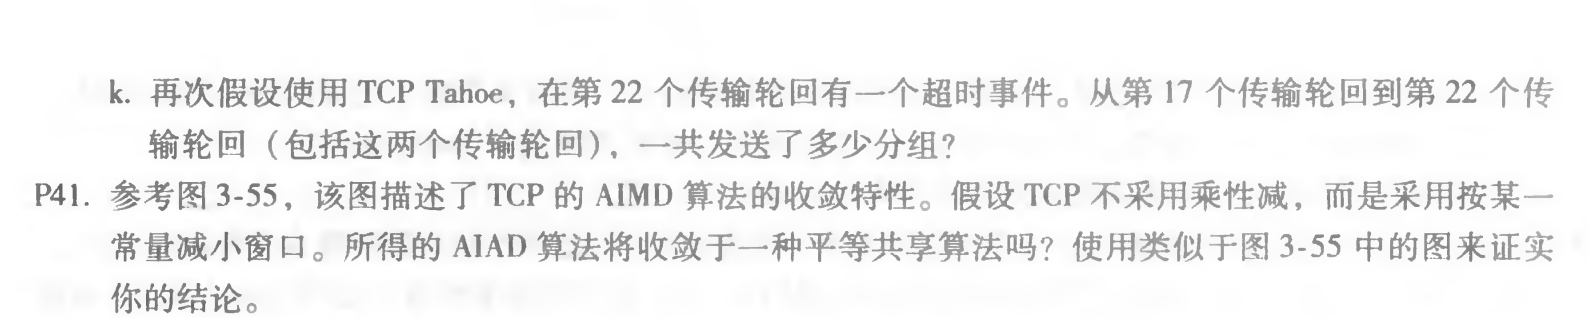 k. 再次假设使用 TCP Tahoe，在第 22 个传输轮回有一个超时事件。从第 17 个传输轮回到第 22 个传
输轮回（包括这两个传输轮回），一共发送了多少分组？
P41. 参考图 3-55，该图描述了 TCP 的 AIMD 算法的收敛特性。假设 TCP 不采用乘性减，而是采用按某一
常量减小窗口。所得的 AIAD 算法将收敛于一种平等共享算法吗？使用类似于图 3-55 中的图来证实
你的结论。